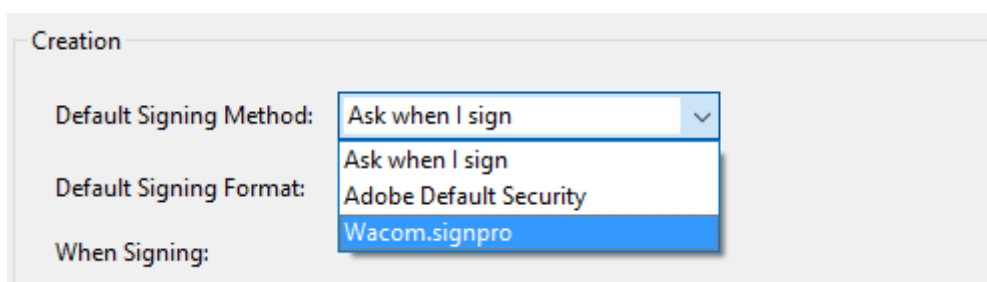 Creation
Default Signing Method: Ask when I sign
Ask when I sign
Default Signing Format: Adobe Default Security
Wacom.signpro
When Signing: